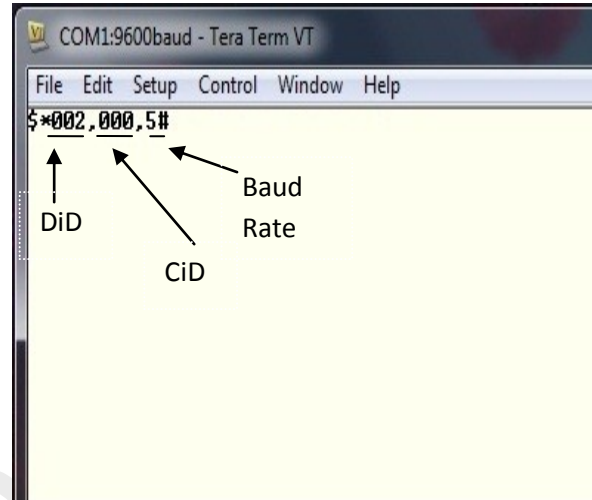 COM1:9600baud - Tera Term VT
File Edit Setup Control Window Help
$*002,000,5#
DiD
CiD
Baud
Rate